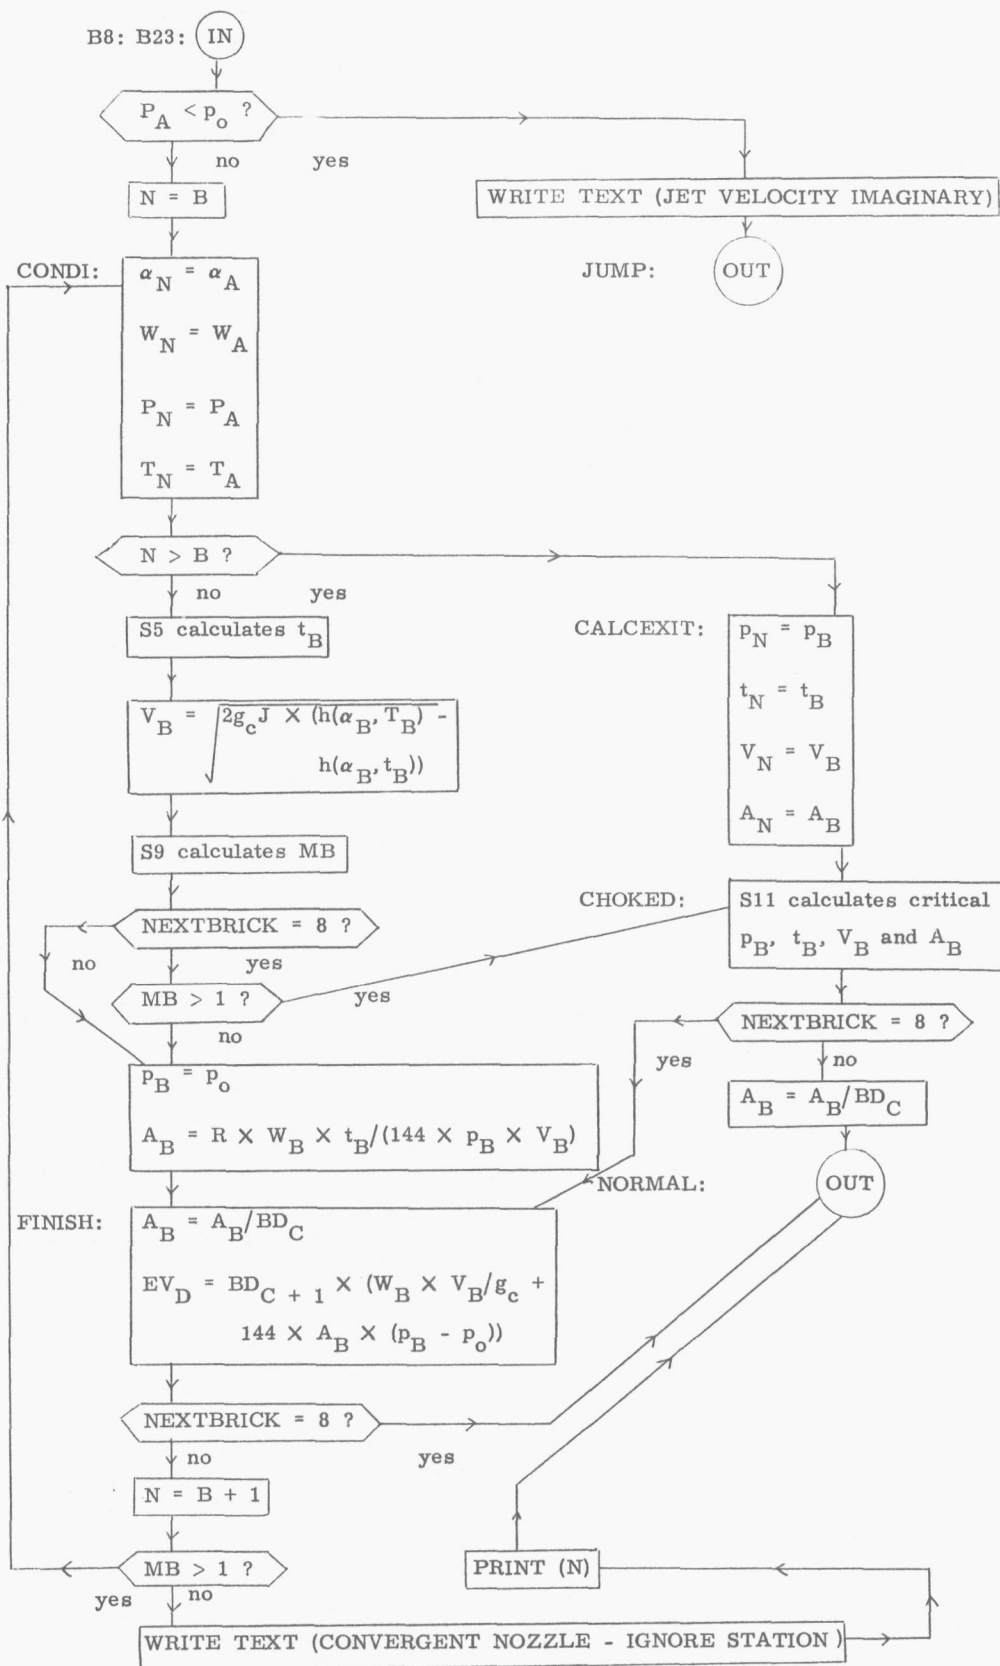 B8: B23: IN
P_A < p_o ?
no yes
N = B
WRITE TEXT (JET VELOCITY IMAGINARY)
JUMP: OUT
CONDI:
α_N = α_A
W_N = W_A
P_N = P_A
T_N = T_A
N > B ?
no yes
S5 calculates t_B
CALCEXIT:
p_N = p_B
t_N = t_B
V_N = V_B
A_N = A_B
V_B = √2g_c J × (h(α_B, T_B) -
h(α_B, t_B))
S9 calculates MB
CHOKED:
S11 calculates critical
p_B, t_B, V_B and A_B
NEXTBRICK = 8 ?
no yes
MB > 1 ?
yes
no
NEXTBRICK = 8 ?
yes no
A_B = A_B/BD_C
OUT
p_B = p_o
A_B = R × W_B × t_B/(144 × p_B × V_B)
NORMAL:
FINISH:
A_B = A_B/BD_C
EV_D = BD_C + 1 × (W_B × V_B/g_c +
144 × A_B × (p_B - p_o))
NEXTBRICK = 8 ?
no yes
N = B + 1
MB > 1 ?
yes no
PRINT (N)
WRITE TEXT (CONVERGENT NOZZLE - IGNORE STATION )